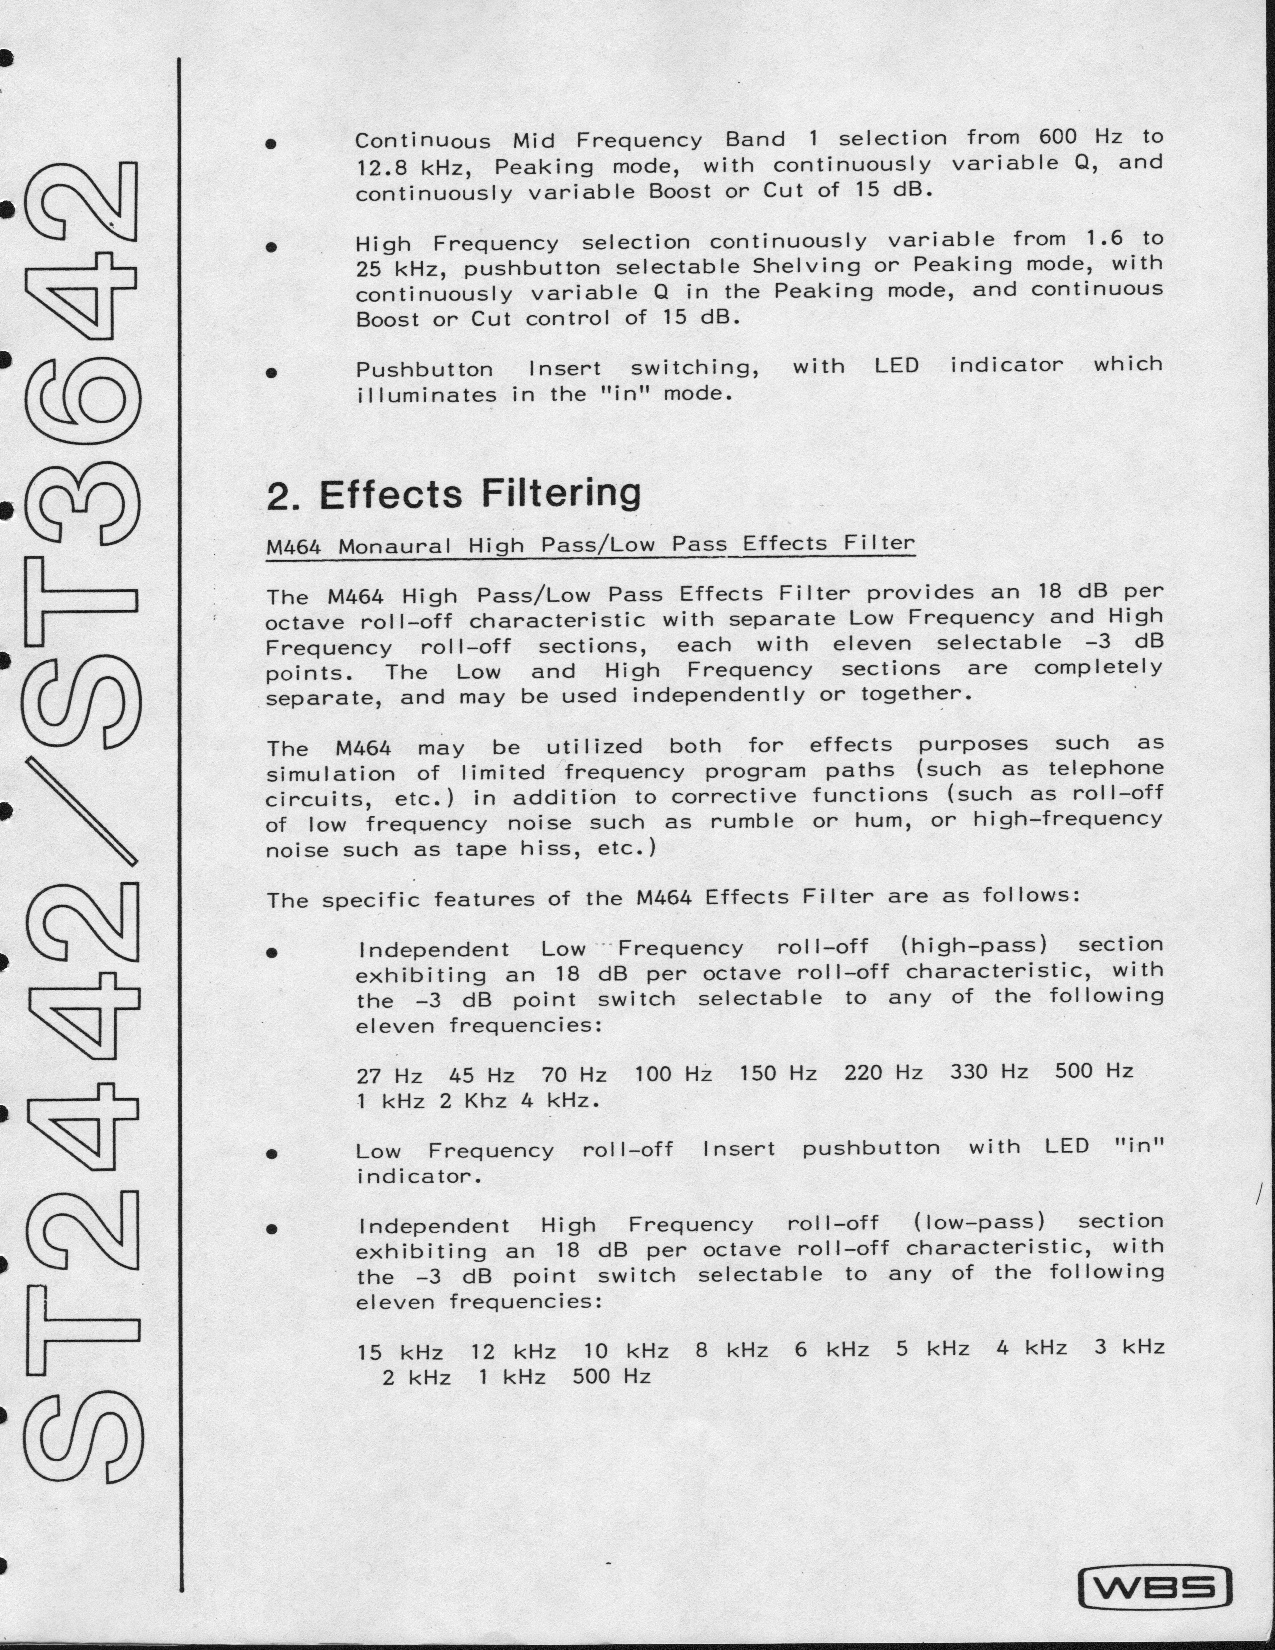 ST2442/ST3642
• Continuous Mid Frequency Band 1 selection from 600 Hz to
12.8 kHz, Peaking mode, with continuously variable Q, and
continuously variable Boost or Cut of 15 dB.
• High Frequency selection continuously variable from 1.6 to
25 kHz, pushbutton selectable Shelving or Peaking mode, with
continuously variable Q in the Peaking mode, and continuous
Boost or Cut control of 15 dB.
• Pushbutton Insert switching, with LED indicator which
illuminates in the "in" mode.
2. Effects Filtering
M464 Monaural High Pass/Low Pass Effects Filter
The M464 High Pass/Low Pass Effects Filter provides an 18 dB per
octave roll-off characteristic with separate Low Frequency and High
Frequency roll-off sections, each with eleven selectable -3 dB
points. The Low and High Frequency sections are completely
separate, and may be used independently or together.
The M464 may be utilized both for effects purposes such as
simulation of limited frequency program paths (such as telephone
circuits, etc.) in addition to corrective functions (such as roll-off
of low frequency noise such as rumble or hum, or high-frequency
noise such as tape hiss, etc.)
The specific features of the M464 Effects Filter are as follows:
• Independent Low Frequency roll-off (high-pass) section
exhibiting an 18 dB per octave roll-off characteristic, with
the -3 dB point switch selectable to any of the following
eleven frequencies:
27 Hz 45 Hz 70 Hz 100 Hz 150 Hz 220 Hz 330 Hz 500 Hz
1 kHz 2 Khz 4 kHz.
• Low Frequency roll-off Insert pushbutton with LED "in"
indicator.
• Independent High Frequency roll-off (low-pass) section
exhibiting an 18 dB per octave roll-off characteristic, with
the -3 dB point switch selectable to any of the following
eleven frequencies:
15 kHz 12 kHz 10 kHz 8 kHz 6 kHz 5 kHz 4 kHz 3 kHz
2 kHz 1 kHz 500 Hz
WBS